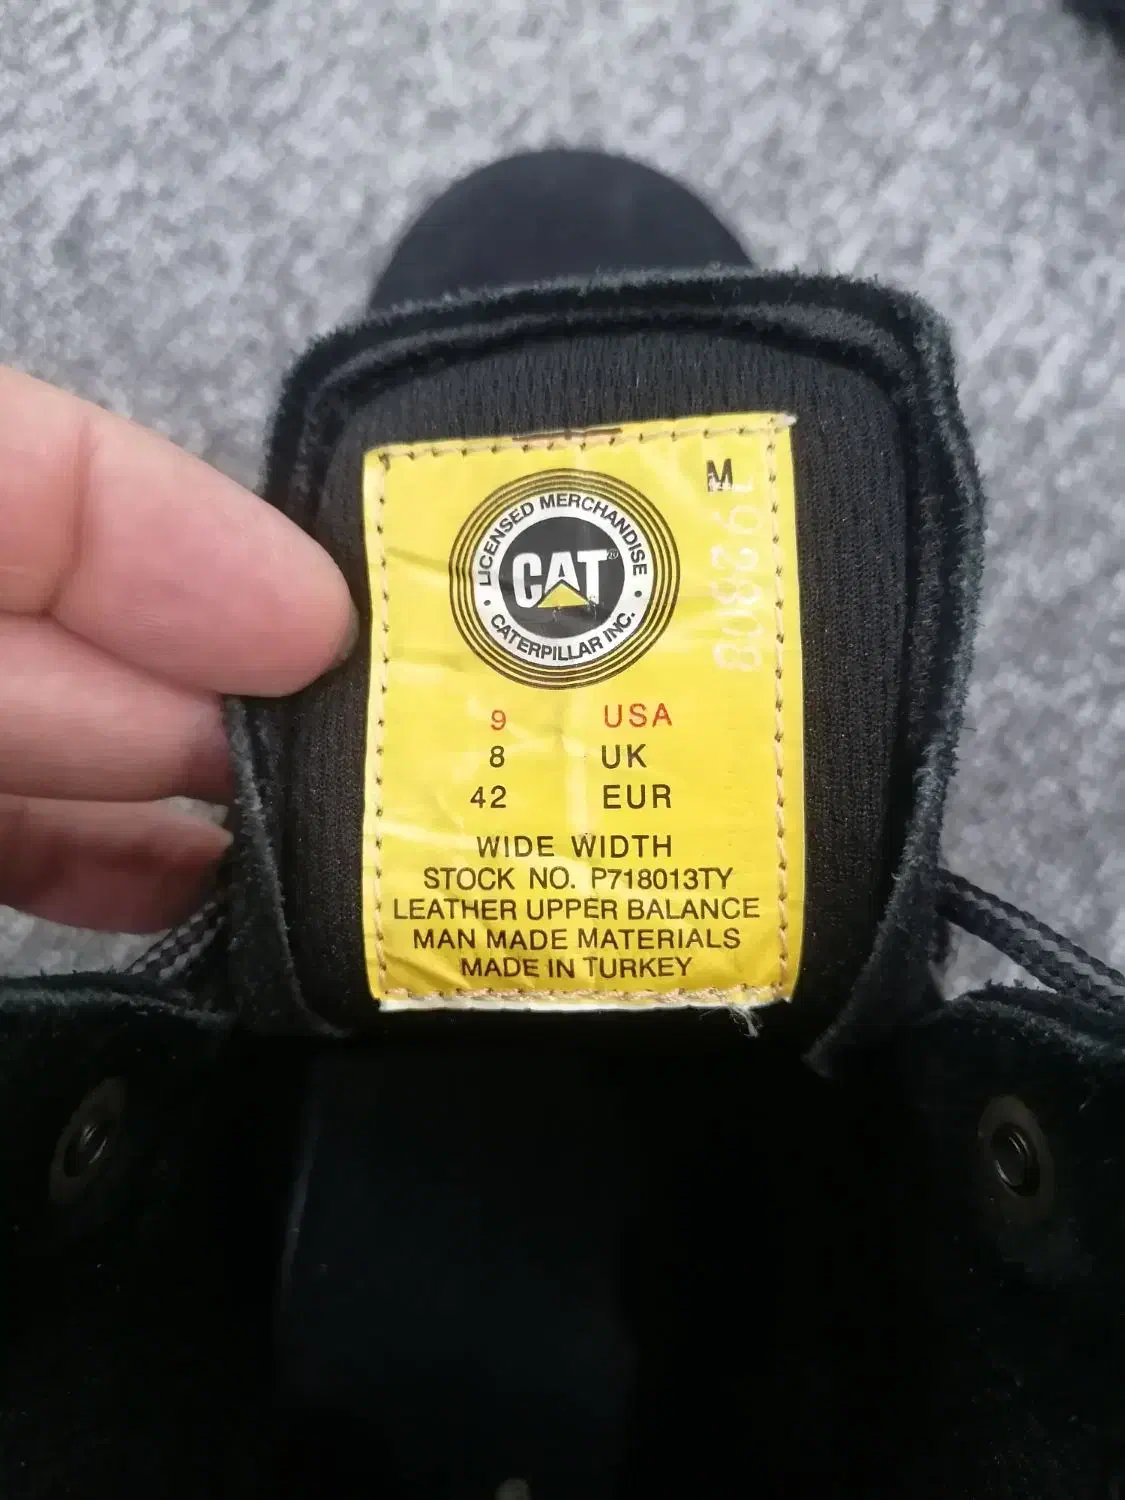 M
LICENSED MERCHANDISE
CAT
• CATERPILLAR INC. •
9 USA
8 UK
42 EUR
WIDE WIDTH
STOCK NO. P718013TY
LEATHER UPPER BALANCE
MAN MADE MATERIALS
MADE IN TURKEY